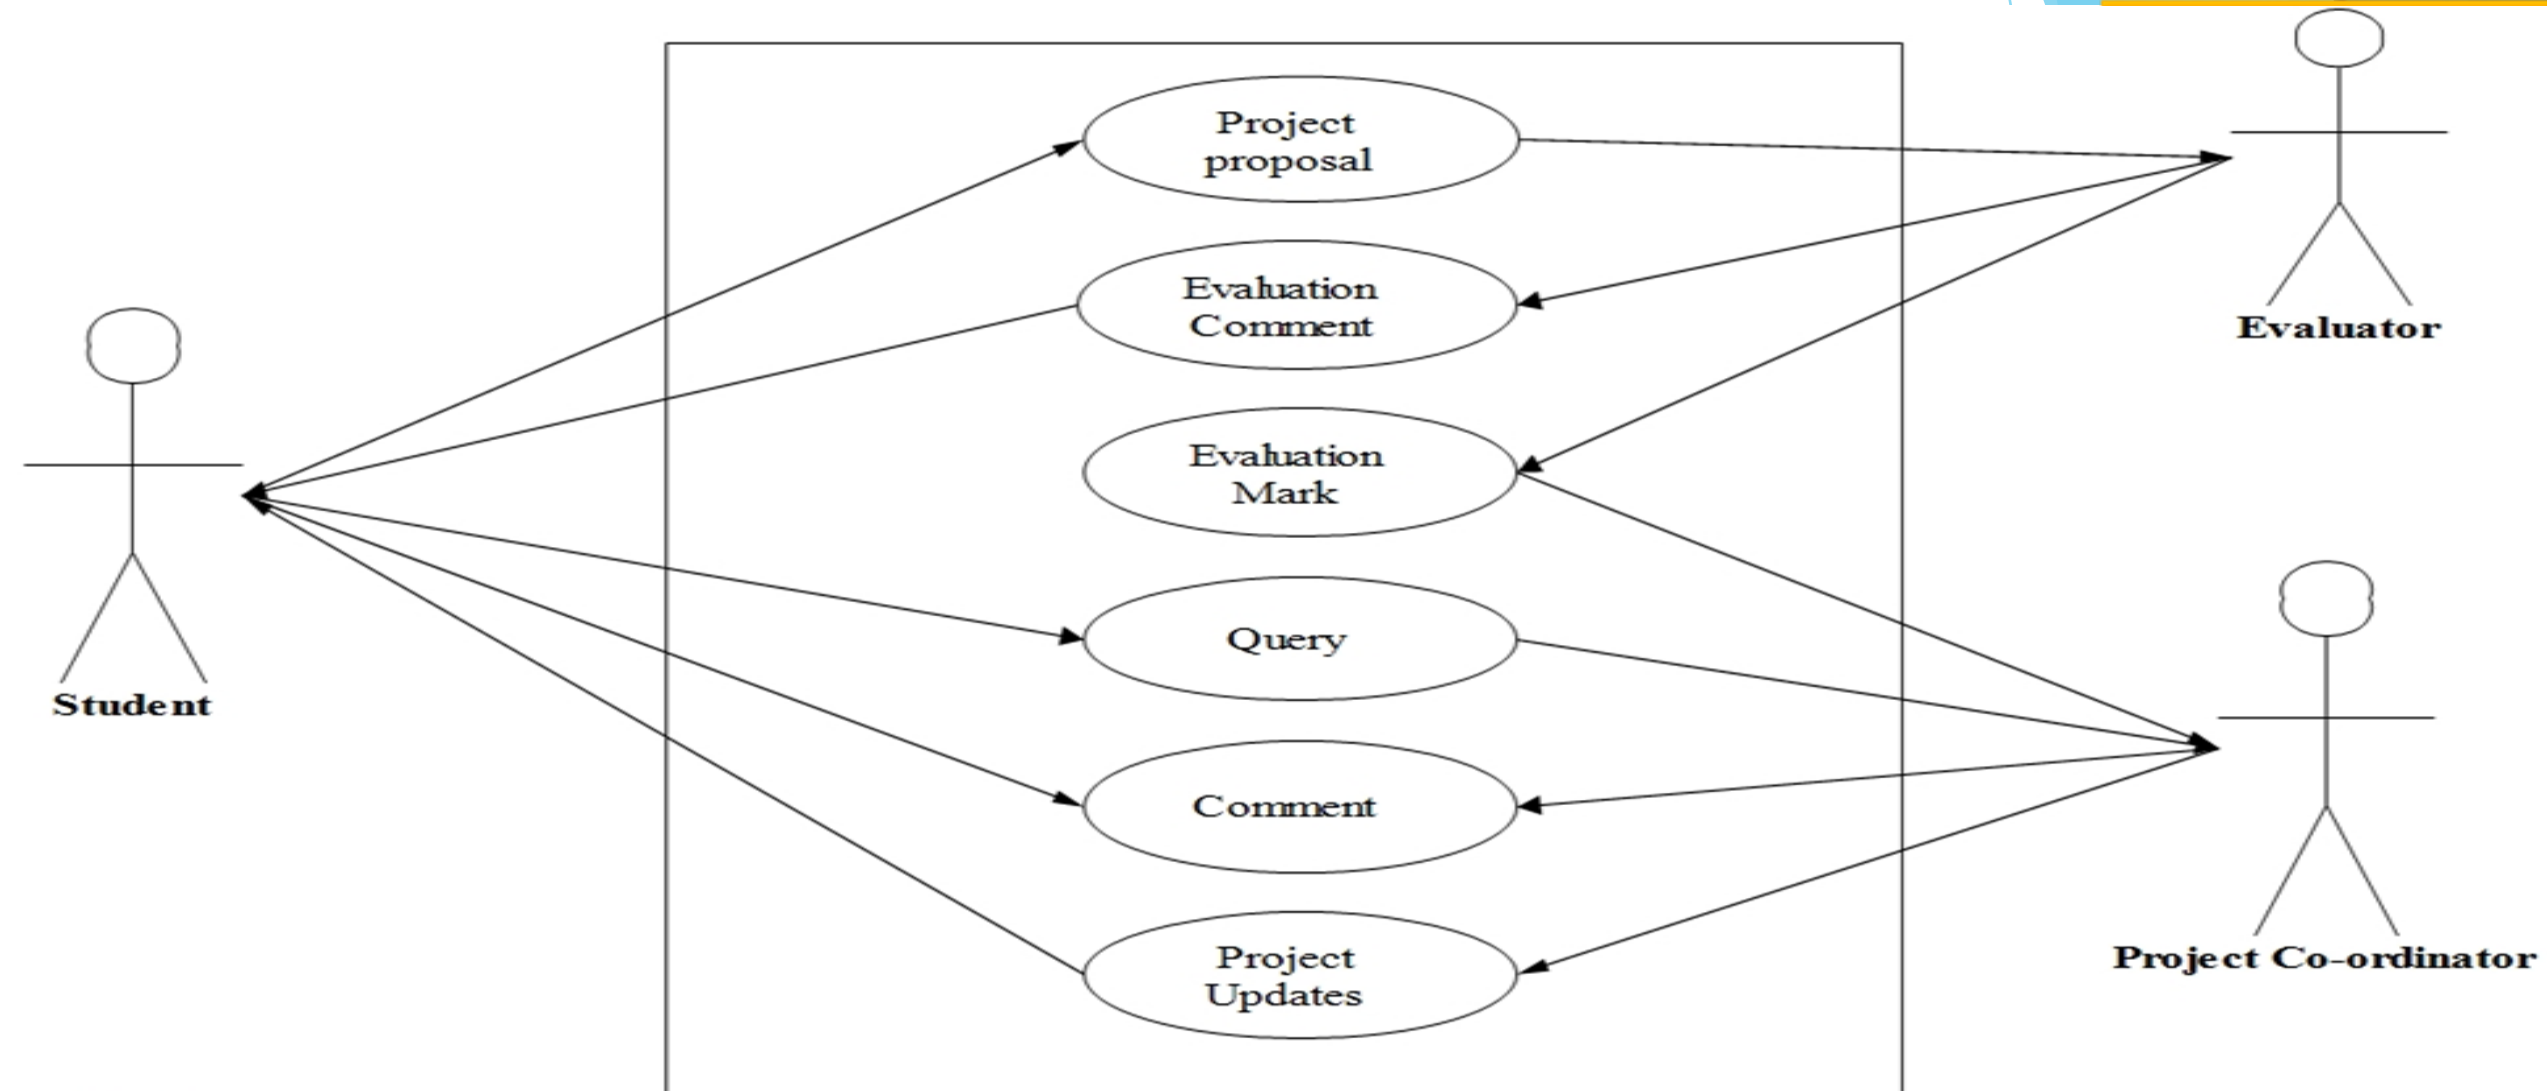 Project
proposal
Evaluation
Comment
Evaluator
Evaluation
Mark
Query
Student
Comment
Project Co-ordinator
Project
Updates